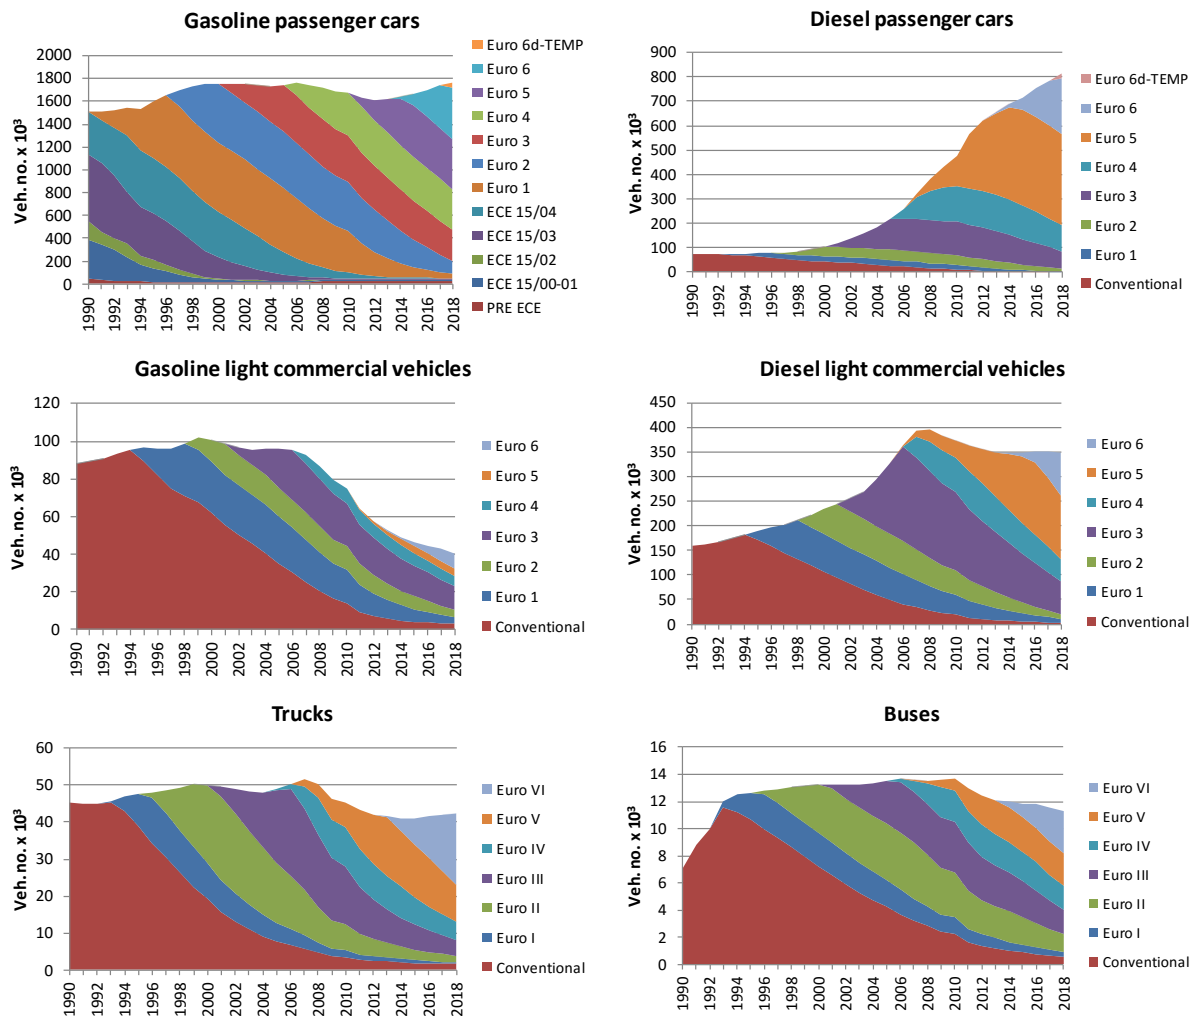 Gasoline passenger cars
Veh. no. x 10³
2000
1800
1600
1400
1200
1000
800
600
400
200
0
1990
1992
1994
1996
1998
2000
2002
2004
2006
2008
2010
2012
2014
2016
2018
Euro 6d-TEMP
Euro 6
Euro 5
Euro 4
Euro 3
Euro 2
Euro 1
ECE 15/04
ECE 15/03
ECE 15/02
ECE 15/00-01
PRE ECE
Diesel passenger cars
Veh. no. x 10³
900
800
700
600
500
400
300
200
100
0
1990
1992
1994
1996
1998
2000
2002
2004
2006
2008
2010
2012
2014
2016
2018
Euro 6d-TEMP
Euro 6
Euro 5
Euro 4
Euro 3
Euro 2
Euro 1
Conventional
Gasoline light commercial vehicles
Veh. no. x 10³
120
100
80
60
40
20
0
1990
1992
1994
1996
1998
2000
2002
2004
2006
2008
2010
2012
2014
2016
2018
Euro 6
Euro 5
Euro 4
Euro 3
Euro 2
Euro 1
Conventional
Diesel light commercial vehicles
Veh. no. x 10³
450
400
350
300
250
200
150
100
50
0
1990
1992
1994
1996
1998
2000
2002
2004
2006
2008
2010
2012
2014
2016
2018
Euro 6
Euro 5
Euro 4
Euro 3
Euro 2
Euro 1
Conventional
Trucks
Veh. no. x 10³
60
50
40
30
20
10
0
1990
1992
1994
1996
1998
2000
2002
2004
2006
2008
2010
2012
2014
2016
2018
Euro VI
Euro V
Euro IV
Euro III
Euro II
Euro I
Conventional
Buses
Veh. no. x 10³
16
14
12
10
8
6
4
2
0
1990
1992
1994
1996
1998
2000
2002
2004
2006
2008
2010
2012
2014
2016
2018
Euro VI
Euro V
Euro IV
Euro III
Euro II
Euro I
Conventional